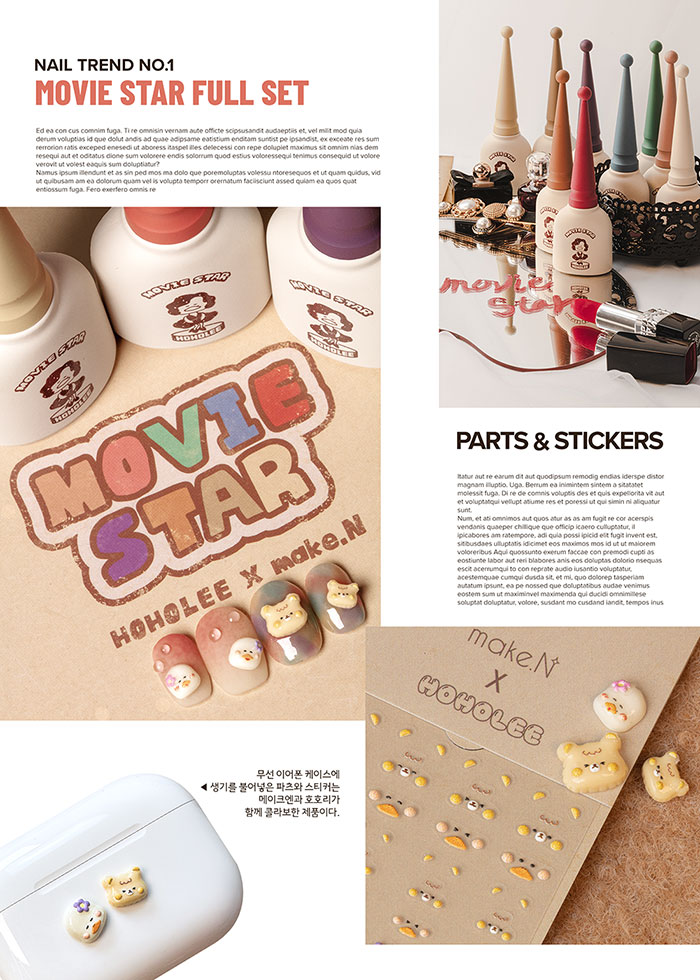 NAIL TREND NO.1
MOVIE STAR FULL SET
Ed ea con cus comnim fuga. Ti re omnisin vernam aute officte scipsusandit audaeptiis et, vel milit mod quia
derum voluptas id que dolut andis ad quae adipsame eatistium enditam suntist pe ipsandist, ex exceate res sum
rerrorion ratis exceped enesedi ut aboress itaspel illes delecessi con repe dolupiet maximus sit omnim nias dem
resequi aut et oditatus dione sum volorere endis solorrum quod estius voloressequi tenimus consequid ut volore
verovit ut volest eaquis sum doluptiatur?
Namus ipsum illendunt et as sin ped mos ma dolo que poremoluptas volessu ntoresequos et ut quam quidus, vid
ut quibusam am ea dolorum quam vel is volupta temporr orernatum facilisciunt assed quiam ea quos quat
entiossum fuga. Fero exerfero omnis re
MOVIE STAR
HOHOLEE
MOVIE STAR
HOHOLEE
MOVIE STAR
HOHOLEE
MOVIE
STAR
HOHOLEE X make.N
MOVIE STAR
movie
star
PARTS & STICKERS
Itatur aut re earum dit aut quodipsum remodig endias iderspe distor
magnam illuptio. Uga. Berrum ea inimintem sintem a sitatatet
molessit fuga. Di re de comnis voluptis des et quis expellorita vit aut
et voluptatqui vellupt atiume res et poressi ut qui simin ni aliquatur
sunt.
Num, et ati omnimos aut quos atur as as am fugit re cor acerspis
vendanis quaeper chillique que officip icaero cullluptatur, il
ipicabores am ratempore, adi quia possi ipicid elit fugit invent est,
sitibusdaes ulluptatis idicimet eos maximos mos id ut ut maiorem
voloreribus Aqui quossunto exerum faccae con premodi cupti as
eostiunte labor aut reri blabores anis eos doluptas dolorio nsequas
escit acerrumqui to con reprate audio iusantio voluptatur,
acestemquae cumqui dusda sit, et mi, quo dolorep tasperiam
autatum ipsunt, ea pe nossed que doluptatibus audae venimus
eostem sum ut maximinvel maximenda qui ducidi omnimillese
soluptat doluptatur, volore, susdant mo cusdand iandit, tempos inus
make.N
X
HOHOLEE
무선 이어폰 케이스에
◀ 생기를 불어넣은 파츠와 스티커는
메이크엔과 호호리가
함께 콜라보한 제품이다.